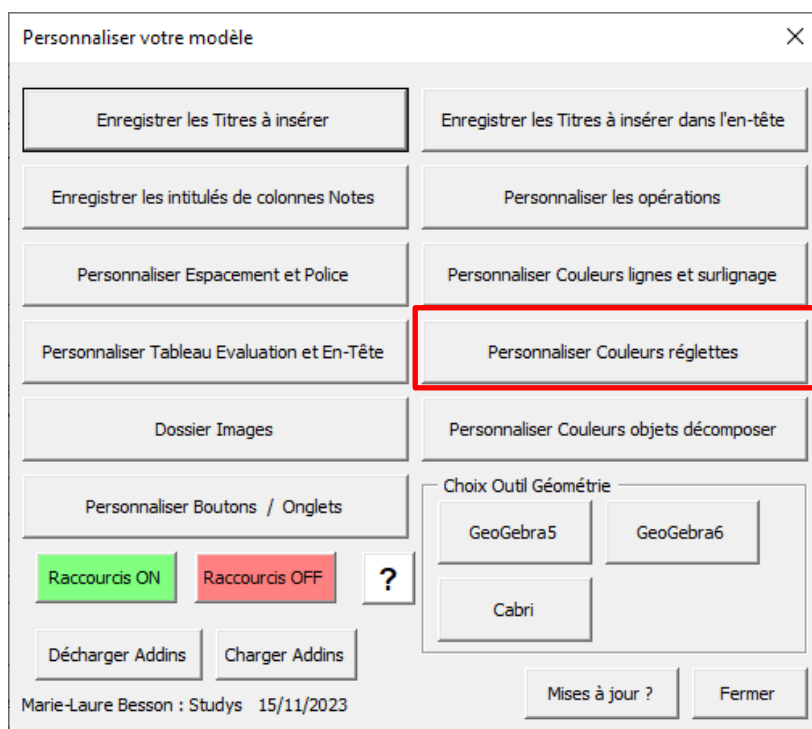 Personnaliser votre modèle
Enregistrer les Titres à insérer
Enregistrer les Titres à insérer dans l'en-tête
Enregistrer les intitulés de colonnes Notes
Personnaliser les opérations
Personnaliser Espacement et Police
Personnaliser Couleurs lignes et surlignage
Personnaliser Tableau Evaluation et En-Tête
Personnaliser Couleurs réglettes
Dossier Images
Personnaliser Couleurs objets décomposer
Personnaliser Boutons / Onglets
Choix Outil Géométrie
GeoGebra5
GeoGebra6
Cabri
Raccourcis ON
Raccourcis OFF
?
Décharger Addins
Charger Addins
Marie-Laure Besson : Studys 15/11/2023
Mises à jour ?
Fermer